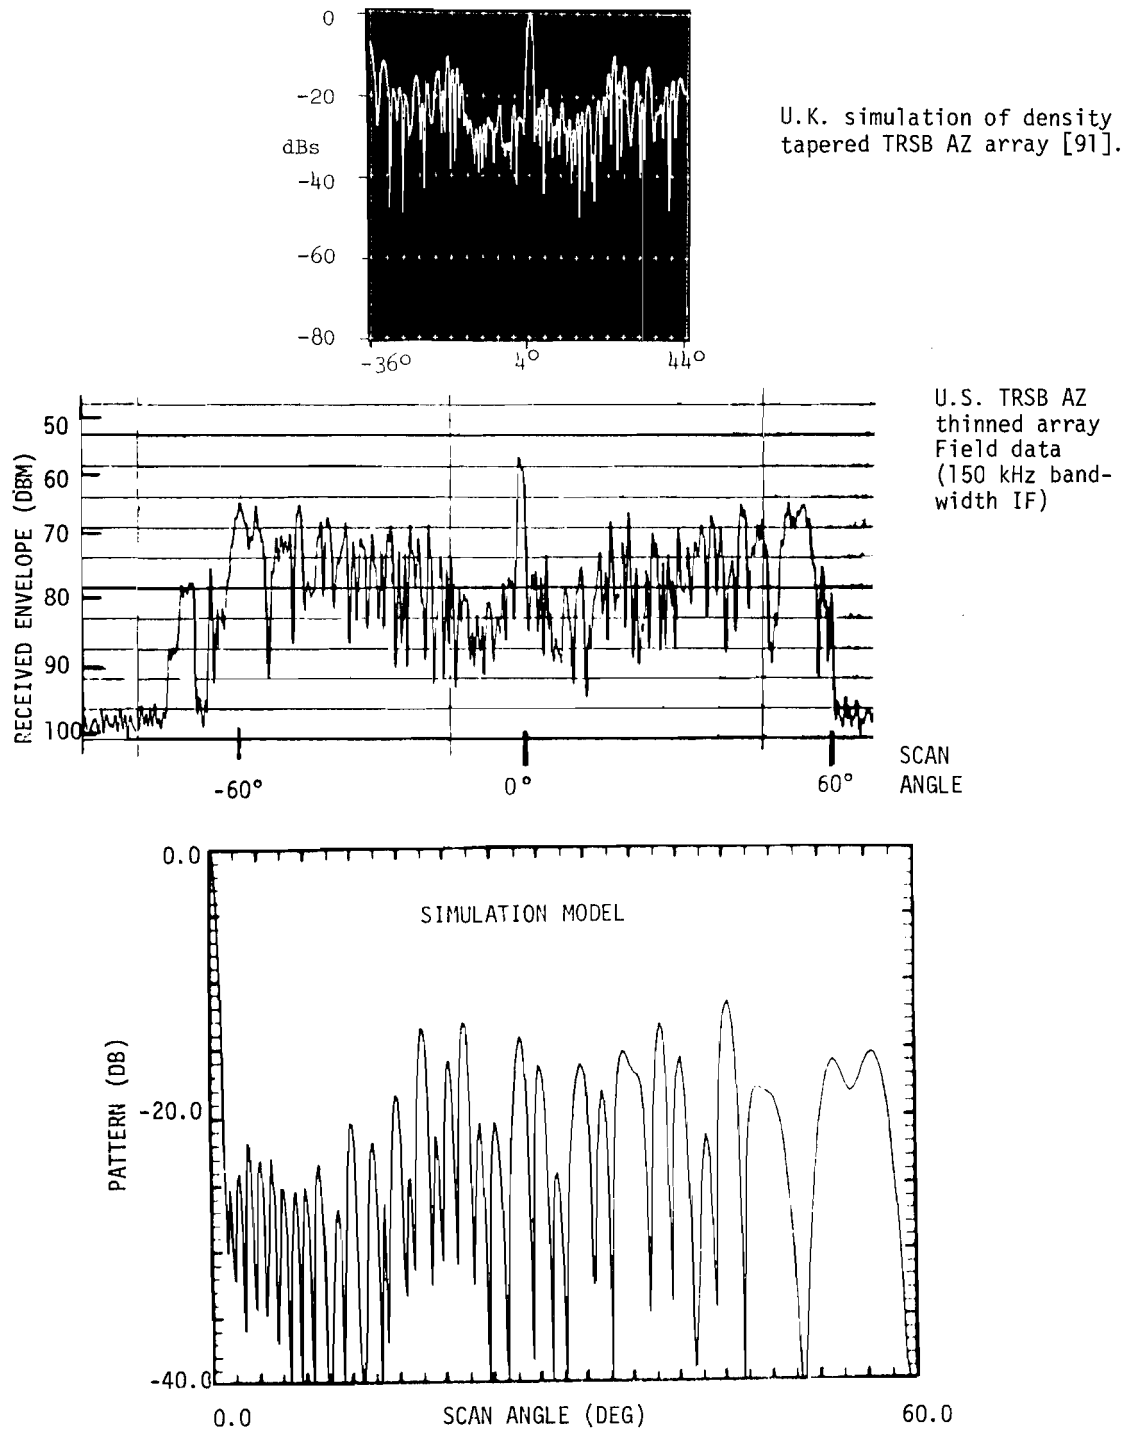 0
-20
dBs
-40
-60
-80
-36° 4° 44°
U.K. simulation of density
tapered TRSB AZ array [91].
U.S. TRSB AZ
thinned array
Field data
(150 kHz band-
width IF)
RECEIVED ENVELOPE (DBM)
50
60
70
80
90
100
-60° 0° 60°
SCAN
ANGLE
0.0
SIMULATION MODEL
PATTERN (DB)
-20.0
-40.0
0.0 SCAN ANGLE (DEG) 60.0